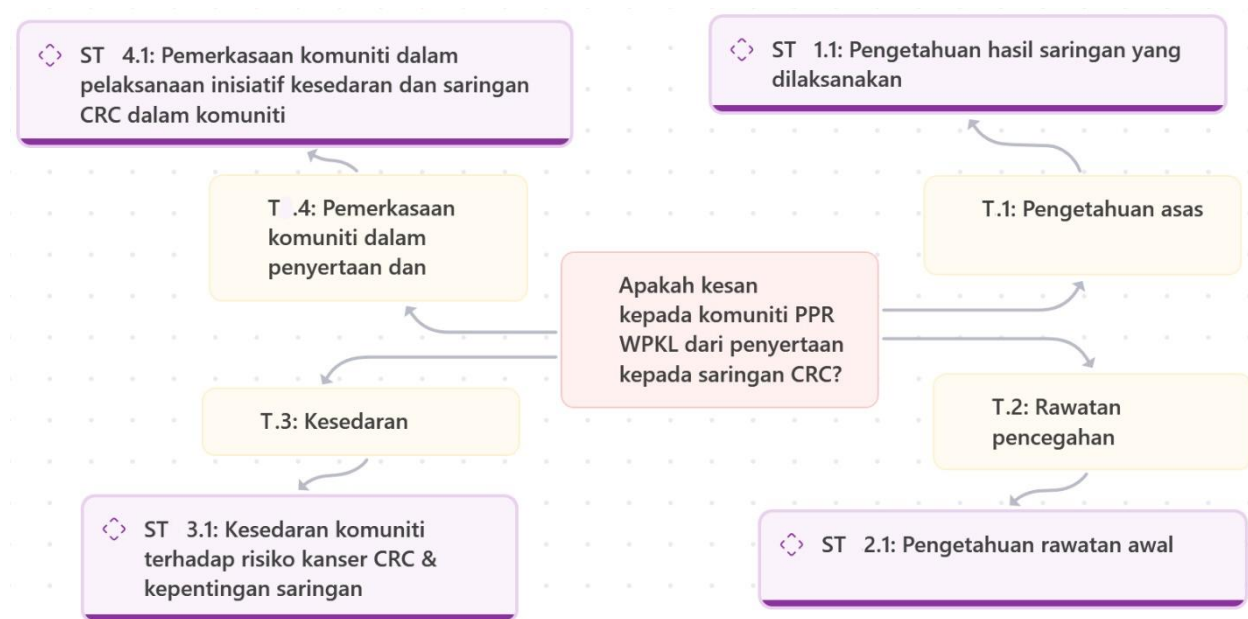 ST 4.1: Pemerkasaan komuniti dalam
pelaksanaan inisiatif kesedaran dan saringan
CRC dalam komuniti
ST 1.1: Pengetahuan hasil saringan yang
dilaksanakan
T .4: Pemerkasaan
komuniti dalam
penyertaan dan
T.1: Pengetahuan asas
Apakah kesan
kepada komuniti PPR
WPKL dari penyertaan
kepada saringan CRC?
T.3: Kesedaran
T.2: Rawatan
pencegahan
ST 3.1: Kesedaran komuniti
terhadap risiko kanser CRC &
kepentingan saringan
ST 2.1: Pengetahuan rawatan awal